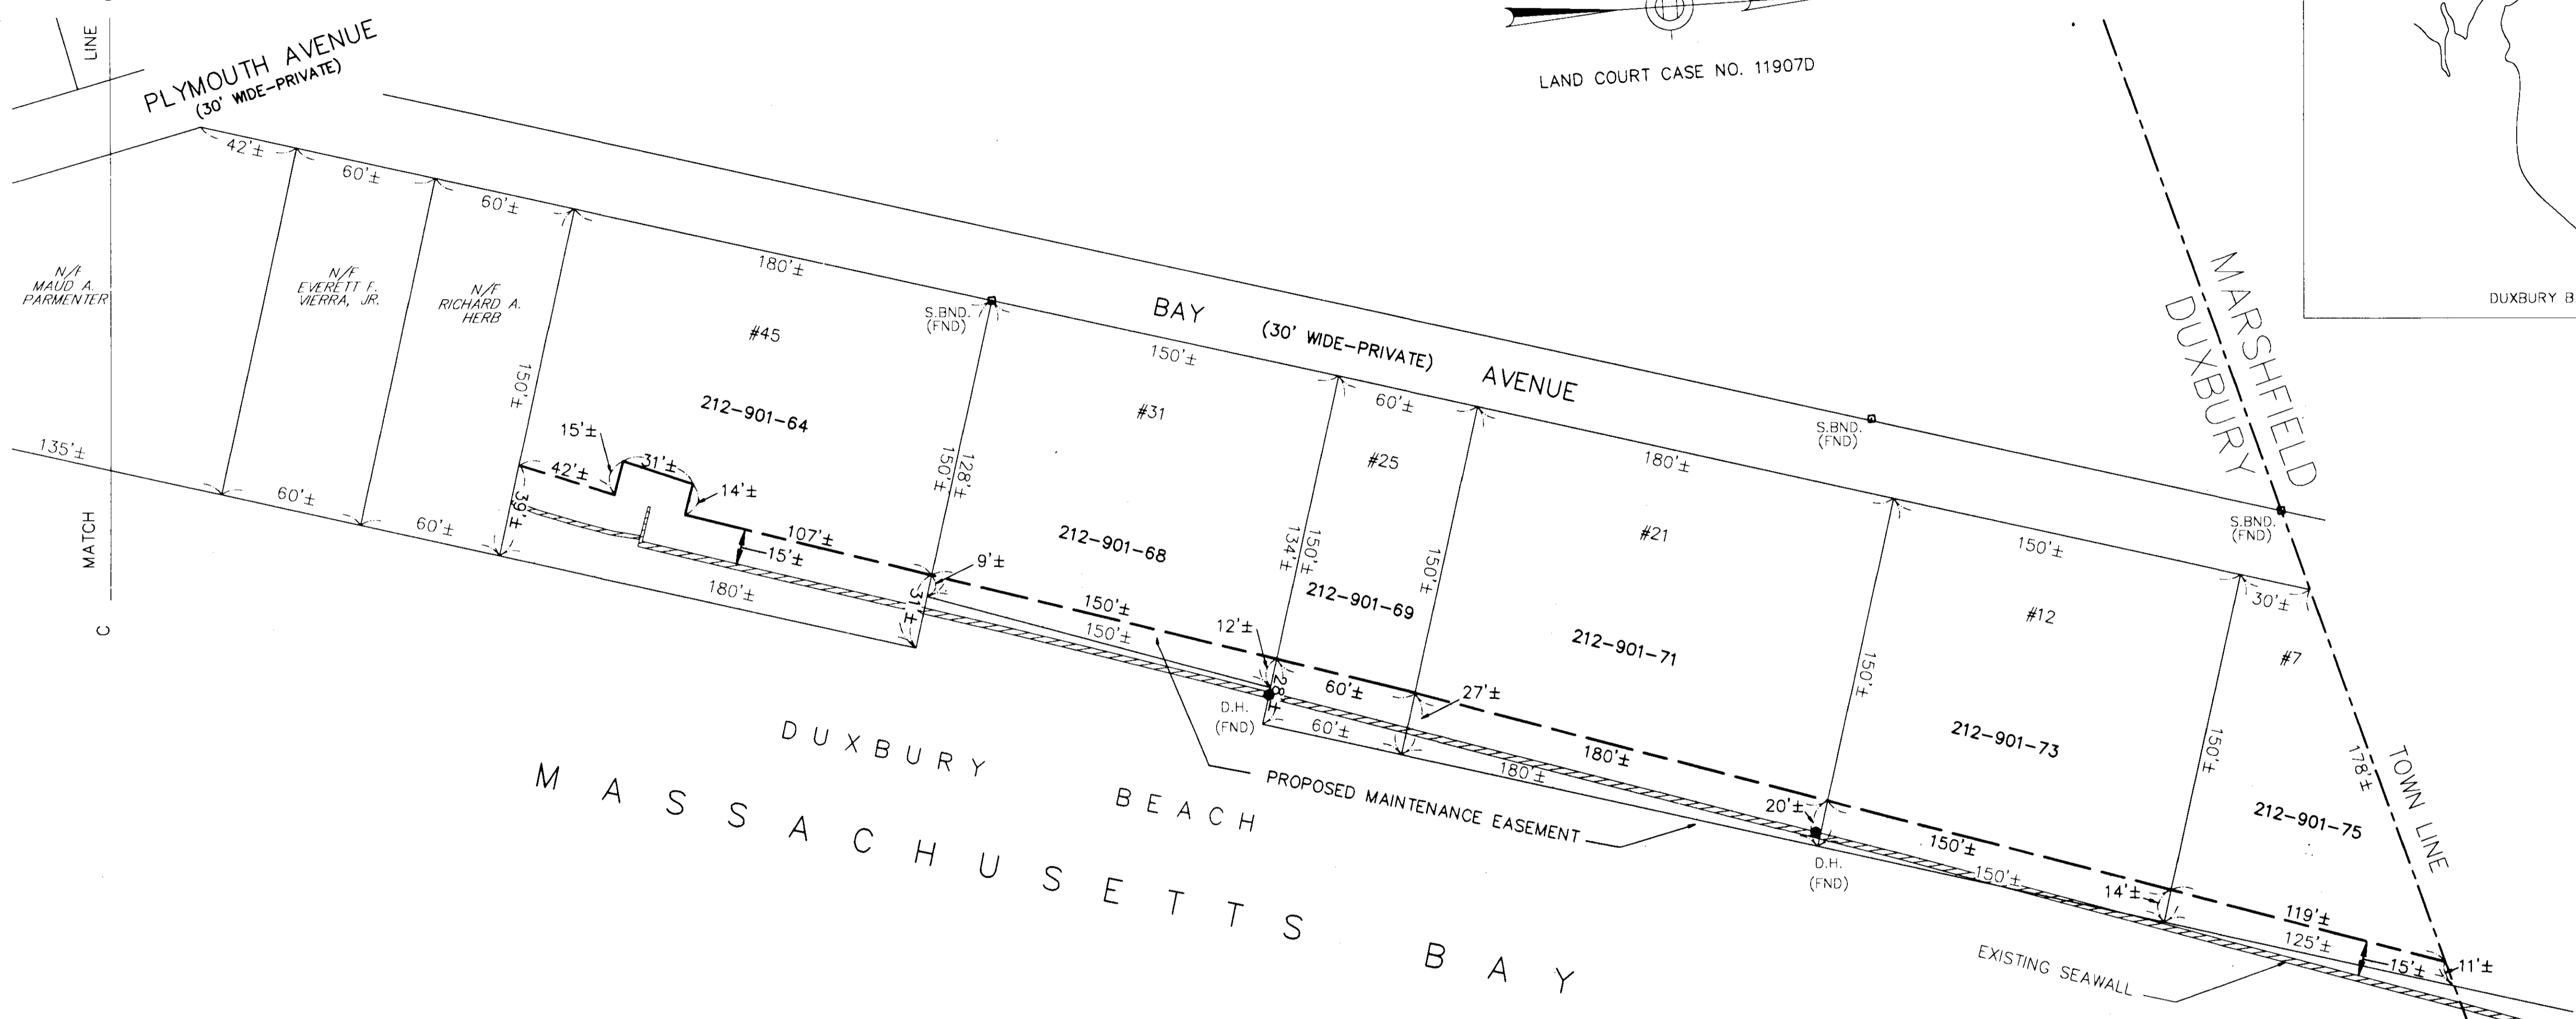 LINE
PLYMOUTH AVENUE
(30' WIDE-PRIVATE)
LAND COURT CASE NO. 11907D
42'±
60'±
60'±
180'±
N/F
MAUD A.
PARMENTER
N/F
EVERETT F.
VIERRA, JR.
N/F
RICHARD A.
HERB
135'±
60'±
60'±
MATCH
C
150'±
#45
212-901-64
15'±
31'±
42'±
14'±
39'±
107'±
15'±
180'±
S.BND.
(FND)
128'±
150'±
9'±
31'±
BAY
(30' WIDE-PRIVATE)
AVENUE
150'±
#31
212-901-68
150'±
150'±
12'±
134'±
150'±
28'±
D.H.
(FND)
60'±
#25
212-901-69
60'±
60'±
150'±
27'±
180'±
#21
212-901-71
180'±
180'±
S.BND.
(FND)
150'±
20'±
D.H.
(FND)
150'±
#12
212-901-73
150'±
150'±
150'±
14'±
MARSHFIELD
DUXBURY
S.BND.
(FND)
30'±
#7
178'±
TOWN LINE
212-901-75
119'±
125'±
15'±
11'±
DUXBURY B
DUXBURY BEACH
MASSACHUSETTS BAY
PROPOSED MAINTENANCE EASEMENT
EXISTING SEAWALL